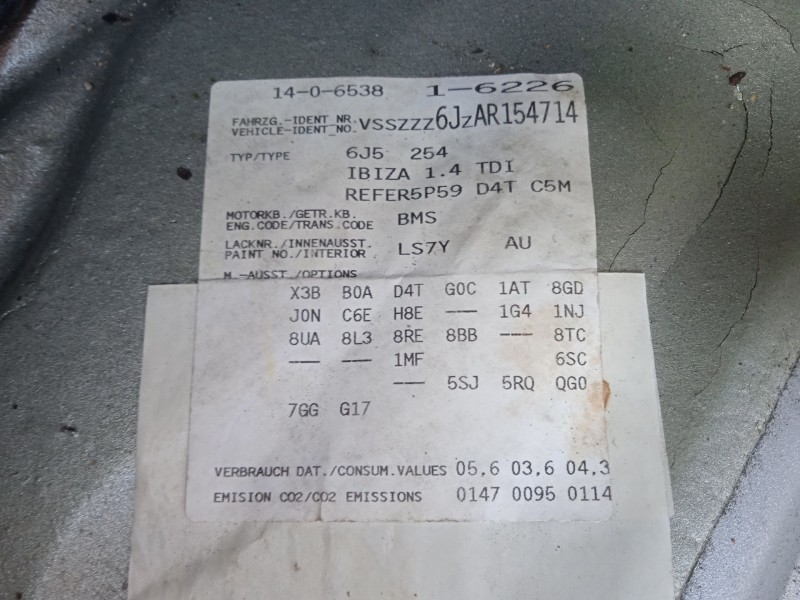 14-0-6538 1-6226
FAHRZG.-IDENT NR. VSSZZZ6JZAR154714
VEHICLE-IDENT NO.
TYP/TYPE 6J5 254
IBIZA 1.4 TDI
REFER5P59 D4T C5M
MOTORKB./GETR.KB. BMS
ENG.CODE/TRANS.CODE
LACKNR./INNENAUSST. LS7Y AU
PAINT NO./INTERIOR
M.-AUSST./OPTIONS
X3B B0A D4T G0C 1AT 8GD
J0N C6E H8E --- 1G4 1NJ
8UA 8L3 8RE 8BB --- 8TC
--- --- 1MF 6SC
--- 5SJ 5RQ QG0
7GG G17
VERBRAUCH DAT./CONSUM.VALUES 05,6 03,6 04,3
EMISION CO2/CO2 EMISSIONS 0147 0095 0114